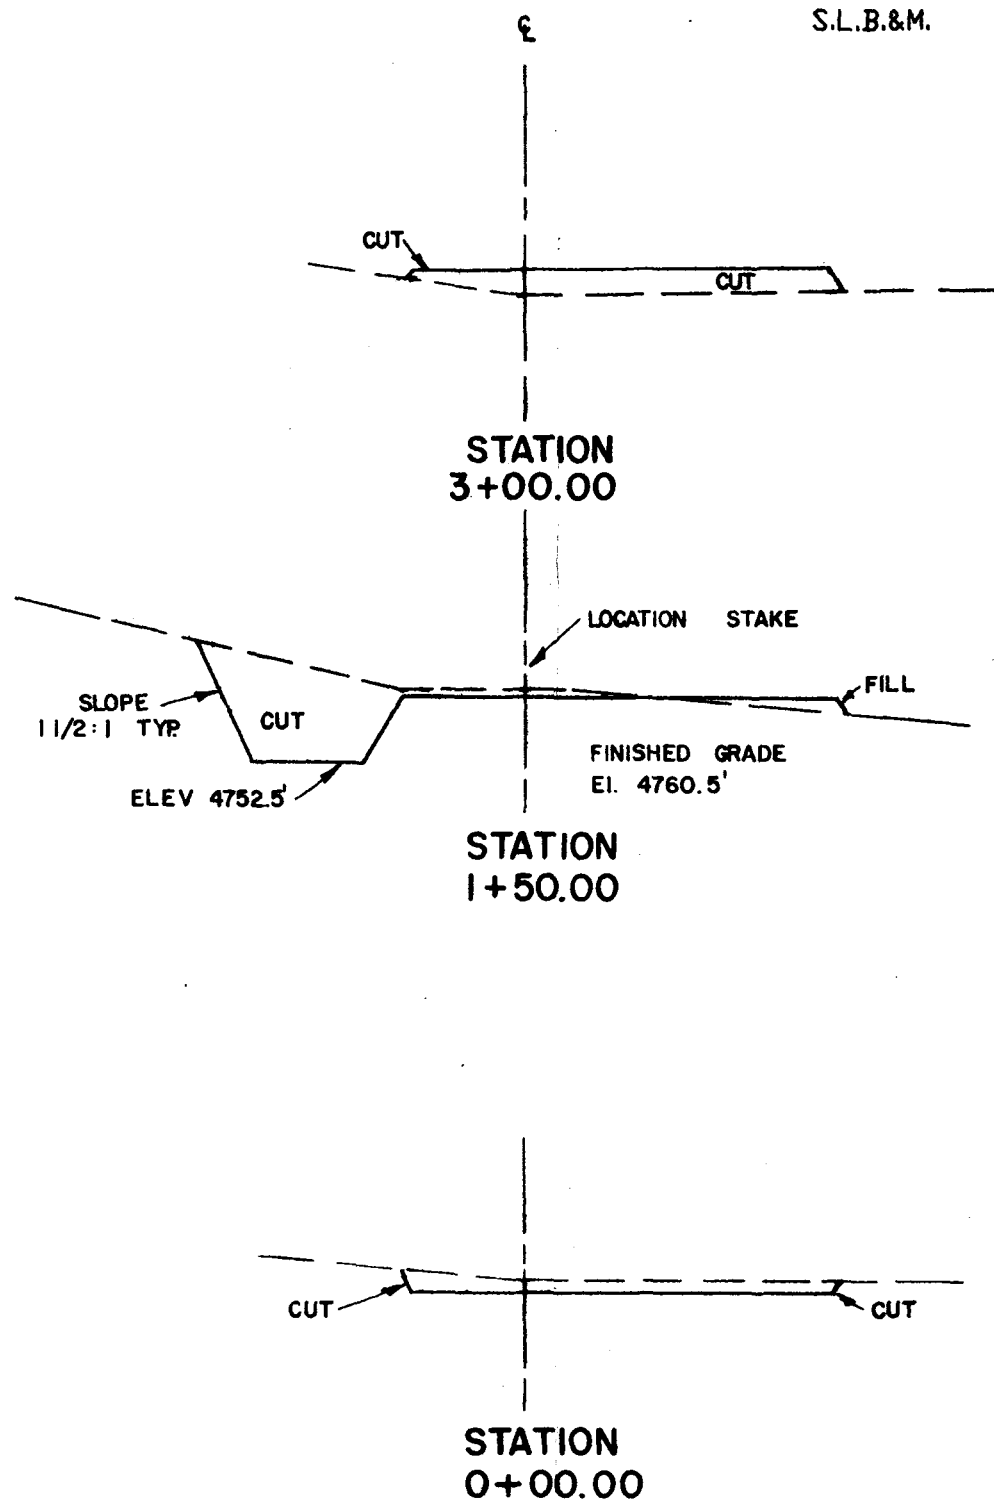 ℄
S.L.B.&M.
CUT
CUT
STATION
3+00.00
LOCATION STAKE
SLOPE
1 1/2:1 TYP.
CUT
FILL
FINISHED GRADE
El. 4760.5'
ELEV 4752.5'
STATION
1+50.00
CUT
CUT
STATION
0+00.00